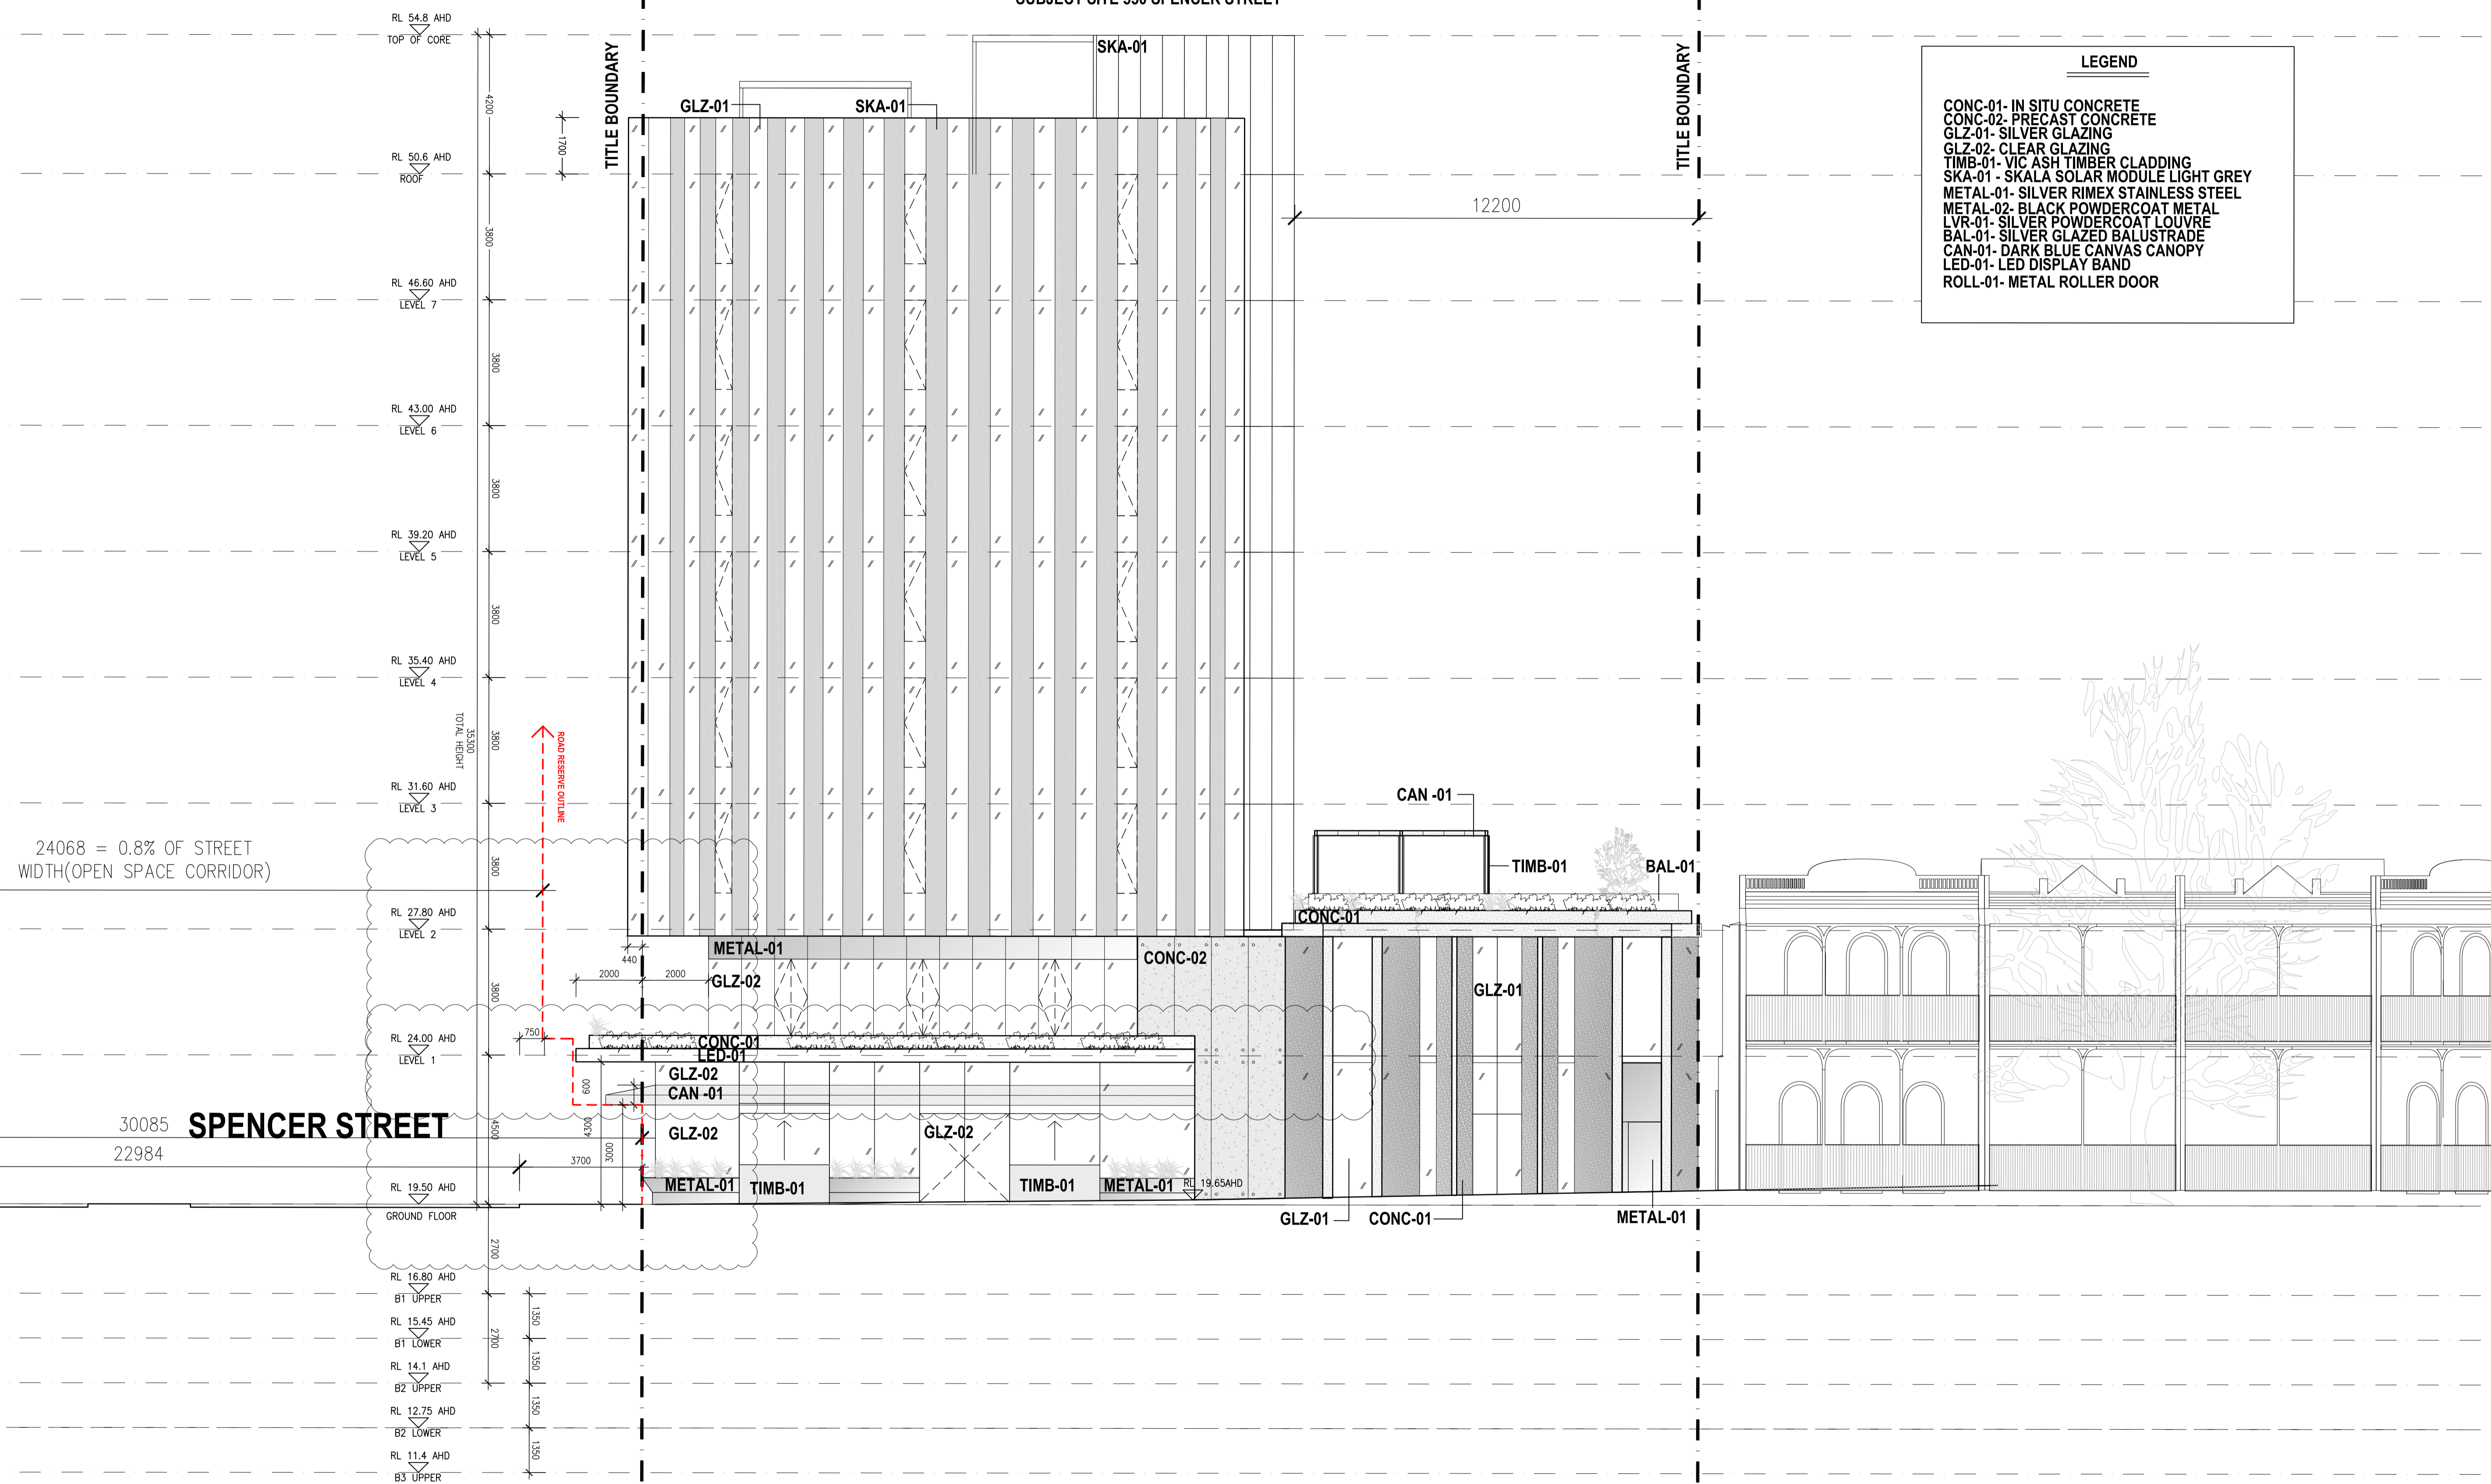 SUBJECT SITE 550 SPENCER STREET
RL 54.8 AHD
TOP OF CORE
TITLE BOUNDARY
TITLE BOUNDARY
SKA-01
LEGEND
CONC-01- IN SITU CONCRETE
CONC-02- PRECAST CONCRETE
GLZ-01- SILVER GLAZING
GLZ-02- CLEAR GLAZING
TIMB-01- VIC ASH TIMBER CLADDING
SKA-01 - SKALA SOLAR MODULE LIGHT GREY
METAL-01- SILVER RIMEX STAINLESS STEEL
METAL-02- BLACK POWDERCOAT METAL
LVR-01- SILVER POWDERCOAT LOUVRE
BAL-01- SILVER GLAZED BALUSTRADE
CAN-01- DARK BLUE CANVAS CANOPY
LED-01- LED DISPLAY BAND
ROLL-01- METAL ROLLER DOOR
4200
GLZ-01
SKA-01
1700
RL 50.6 AHD
ROOF
12200
3800
RL 46.60 AHD
LEVEL 7
3800
RL 43.00 AHD
LEVEL 6
3800
RL 39.20 AHD
LEVEL 5
3800
RL 35.40 AHD
LEVEL 4
35300
TOTAL HEIGHT
3800
ROAD RESERVE OUTLINE
RL 31.60 AHD
LEVEL 3
CAN -01
24068 = 0.8% OF STREET
WIDTH(OPEN SPACE CORRIDOR)
3800
TIMB-01
BAL-01
RL 27.80 AHD
LEVEL 2
CONC-01
METAL-01
440
CONC-02
2000
2000
GLZ-02
3800
GLZ-01
RL 24.00 AHD
LEVEL 1
750
CONC-01
LED-01
GLZ-02
600
CAN -01
30085
SPENCER STREET
4500
4300
3000
GLZ-02
GLZ-02
22984
3700
RL 19.50 AHD
GROUND FLOOR
METAL-01
TIMB-01
TIMB-01
METAL-01
RL 19.65AHD
GLZ-01
CONC-01
METAL-01
2700
RL 16.80 AHD
B1 UPPER
1350
RL 15.45 AHD
B1 LOWER
2700
1350
RL 14.1 AHD
B2 UPPER
1350
RL 12.75 AHD
B2 LOWER
1350
RL 11.4 AHD
B3 UPPER